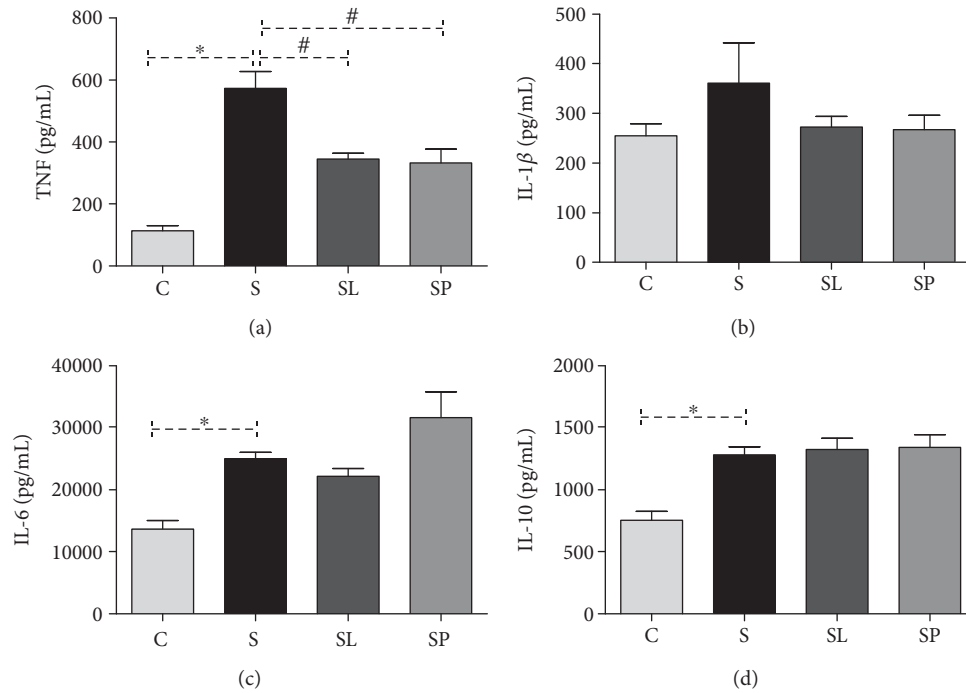 800
600
400
200
0
TNF (pg/mL)
*
#
#
C S SL SP
(a)
500
400
300
200
100
0
IL-1β (pg/mL)
C S SL SP
(b)
40000
30000
20000
10000
0
IL-6 (pg/mL)
*
C S SL SP
(c)
2000
1500
1000
500
0
IL-10 (pg/mL)
*
C S SL SP
(d)